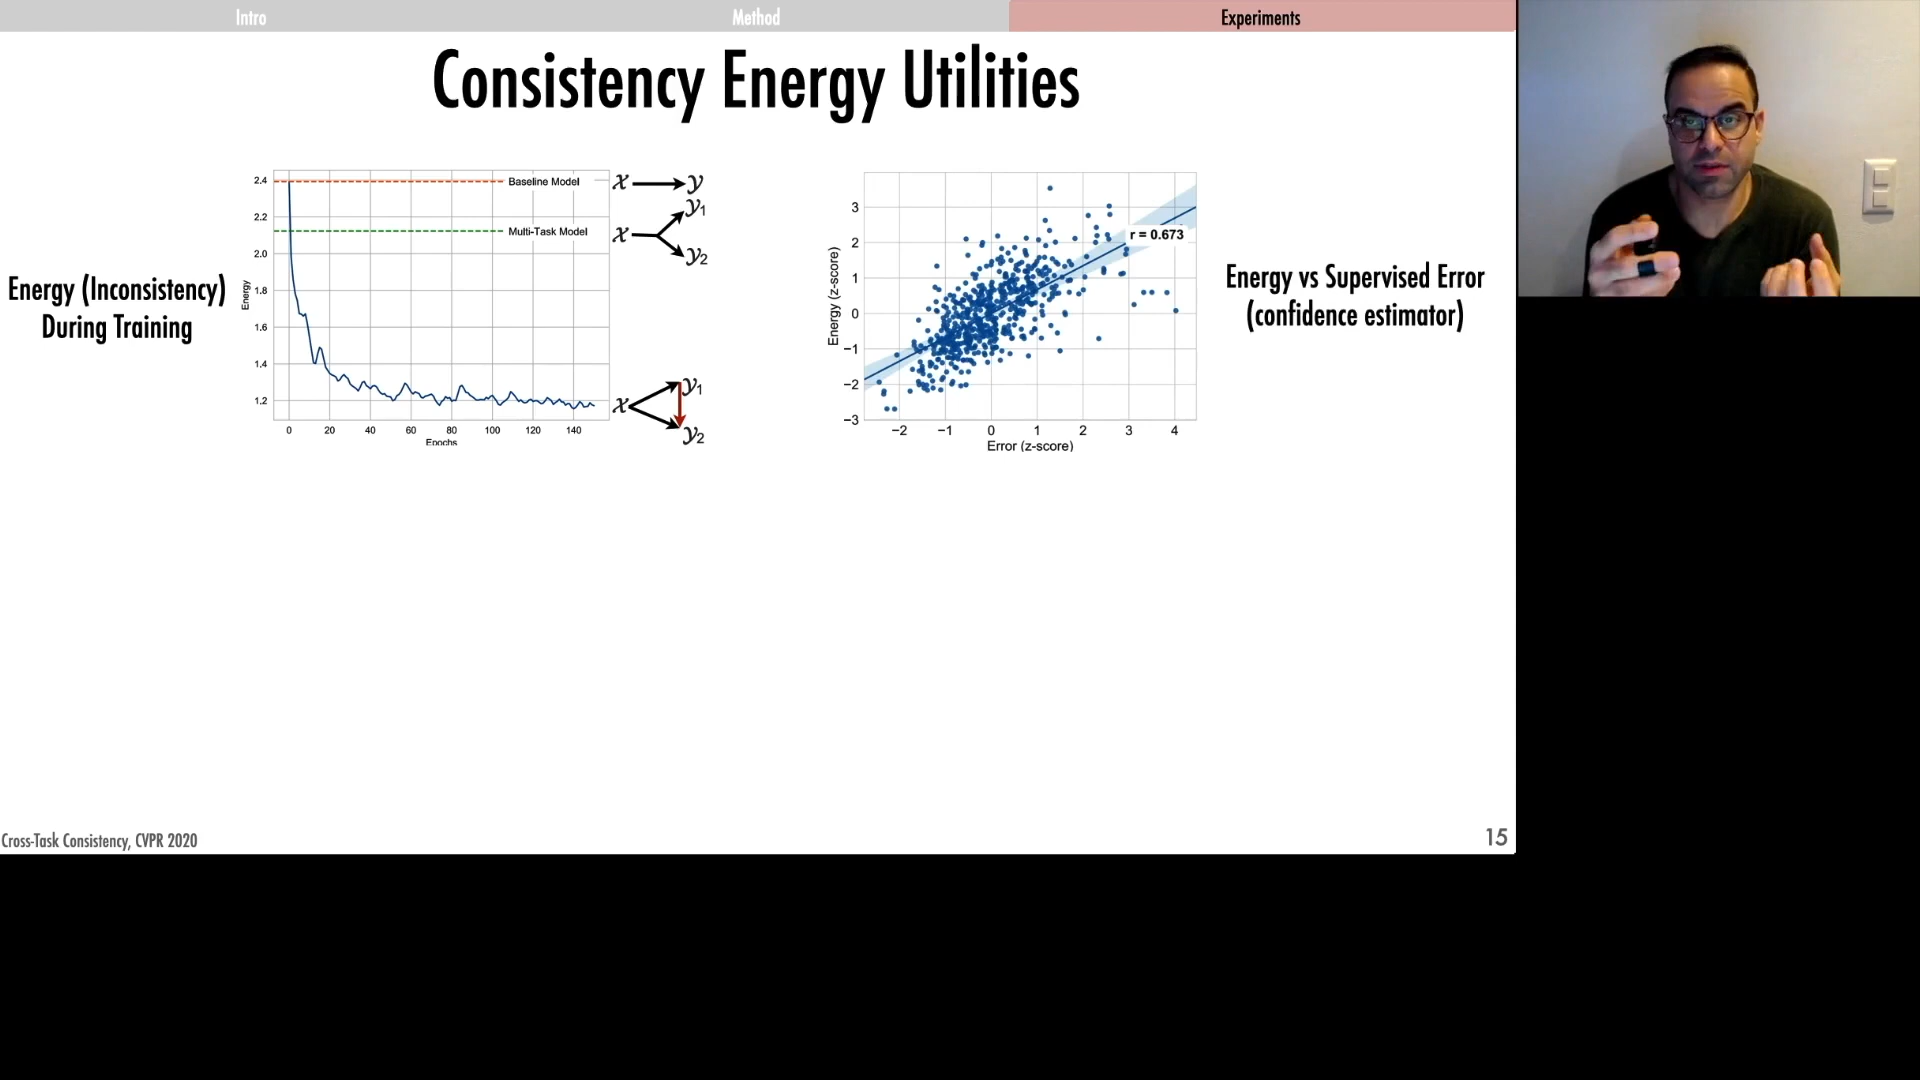 Intro Method Experiments
Consistency Energy Utilities
Energy (Inconsistency)
During Training
Energy
2.4
2.2
2.0
1.8
1.6
1.4
1.2
0 20 40 60 80 100 120 140
Epochs
Baseline Model
Multi-Task Model
𝒳 𝒴
𝒳 𝒴1
𝒴2
𝒳 𝒴1
𝒴2
Energy (z-score)
3
2
1
0
−1
−2
−3
−2 −1 0 1 2 3 4
Error (z-score)
r = 0.673
Energy vs Supervised Error
(confidence estimator)
Cross-Task Consistency, CVPR 2020
15